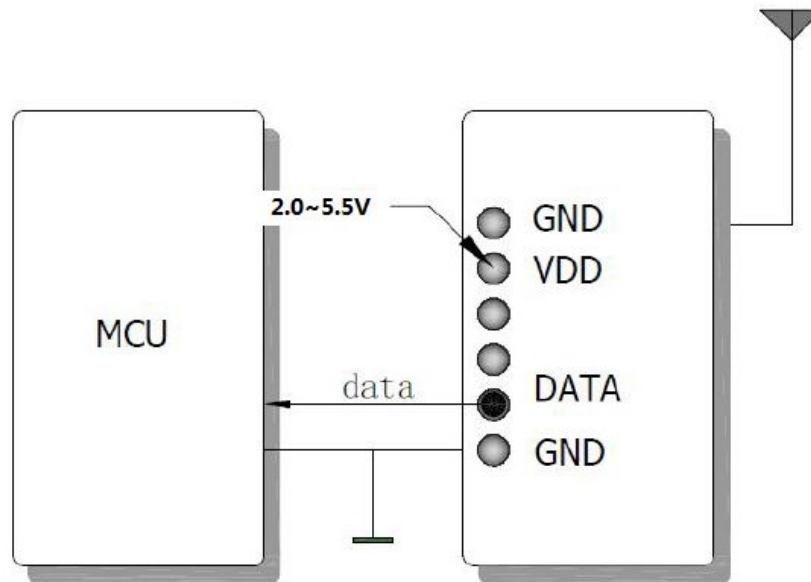 GND
2.0~5.5V
VDD
MCU
data
DATA
GND